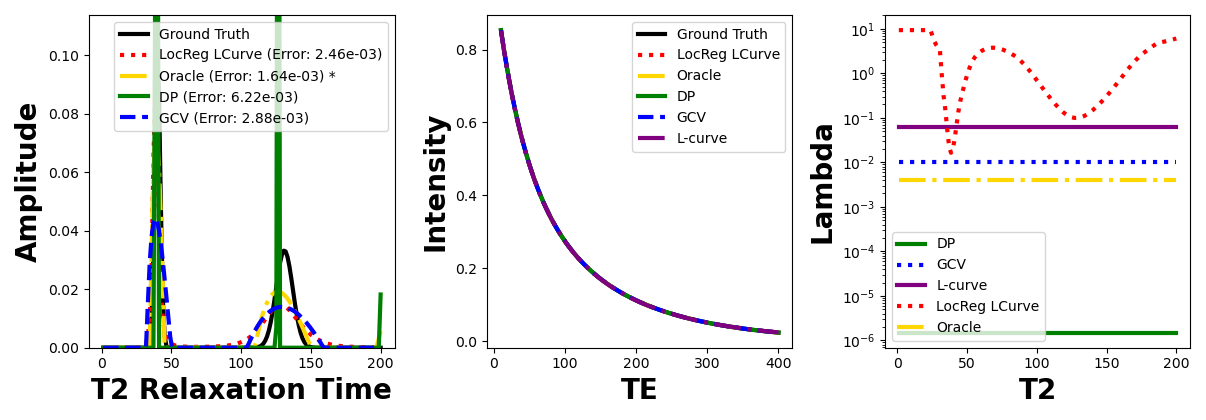 Amplitude
0.10
0.08
0.06
0.04
0.02
0.00
Ground Truth
LocReg LCurve (Error: 2.46e-03)
Oracle (Error: 1.64e-03) *
DP (Error: 6.22e-03)
GCV (Error: 2.88e-03)
0 50 100 150 200
T2 Relaxation Time
Intensity
0.8
0.6
0.4
0.2
0.0
Ground Truth
LocReg LCurve
Oracle
DP
GCV
L-curve
0 100 200 300 400
TE
Lambda
10¹
10⁰
10⁻¹
10⁻²
10⁻³
10⁻⁴
10⁻⁵
10⁻⁶
DP
GCV
L-curve
LocReg LCurve
Oracle
0 50 100 150 200
T2